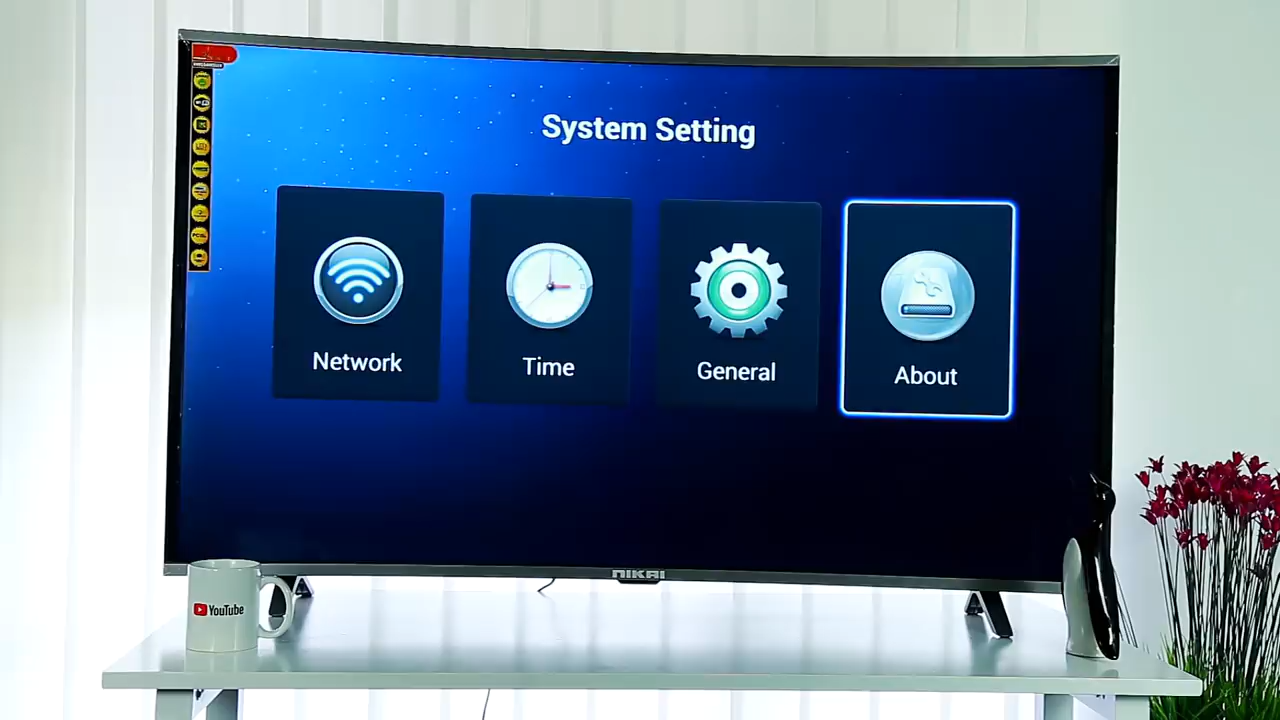 System Setting
Network
Time
General
About
NIKAI
YouTube